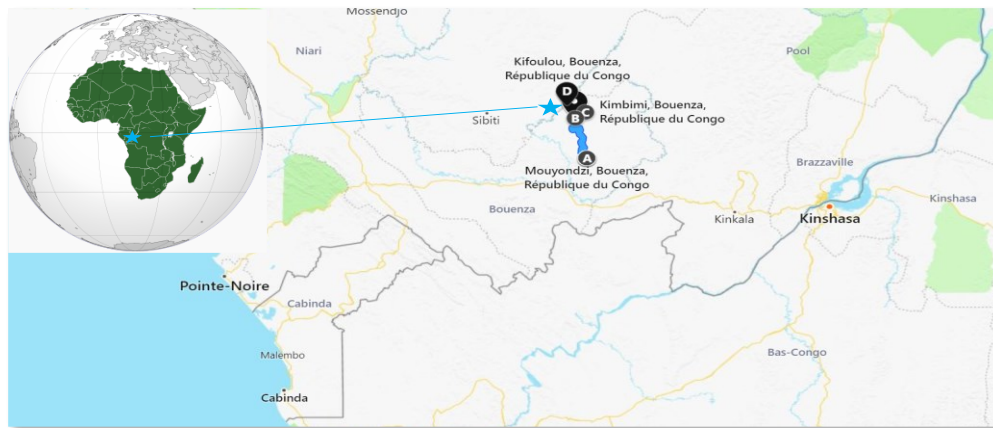 Mossendjo
Niari
Pool
Kifoulou, Bouenza,
République du Congo
D
C
B
Kimbimi, Bouenza,
République du Congo
Sibiti
A
Mouyondzi, Bouenza,
République du Congo
Brazzaville
Bouenza
Kinkala
Kinshasa
Kinshasa
Pointe-Noire
Cabinda
Malembo
Bas-Congo
Cabinda